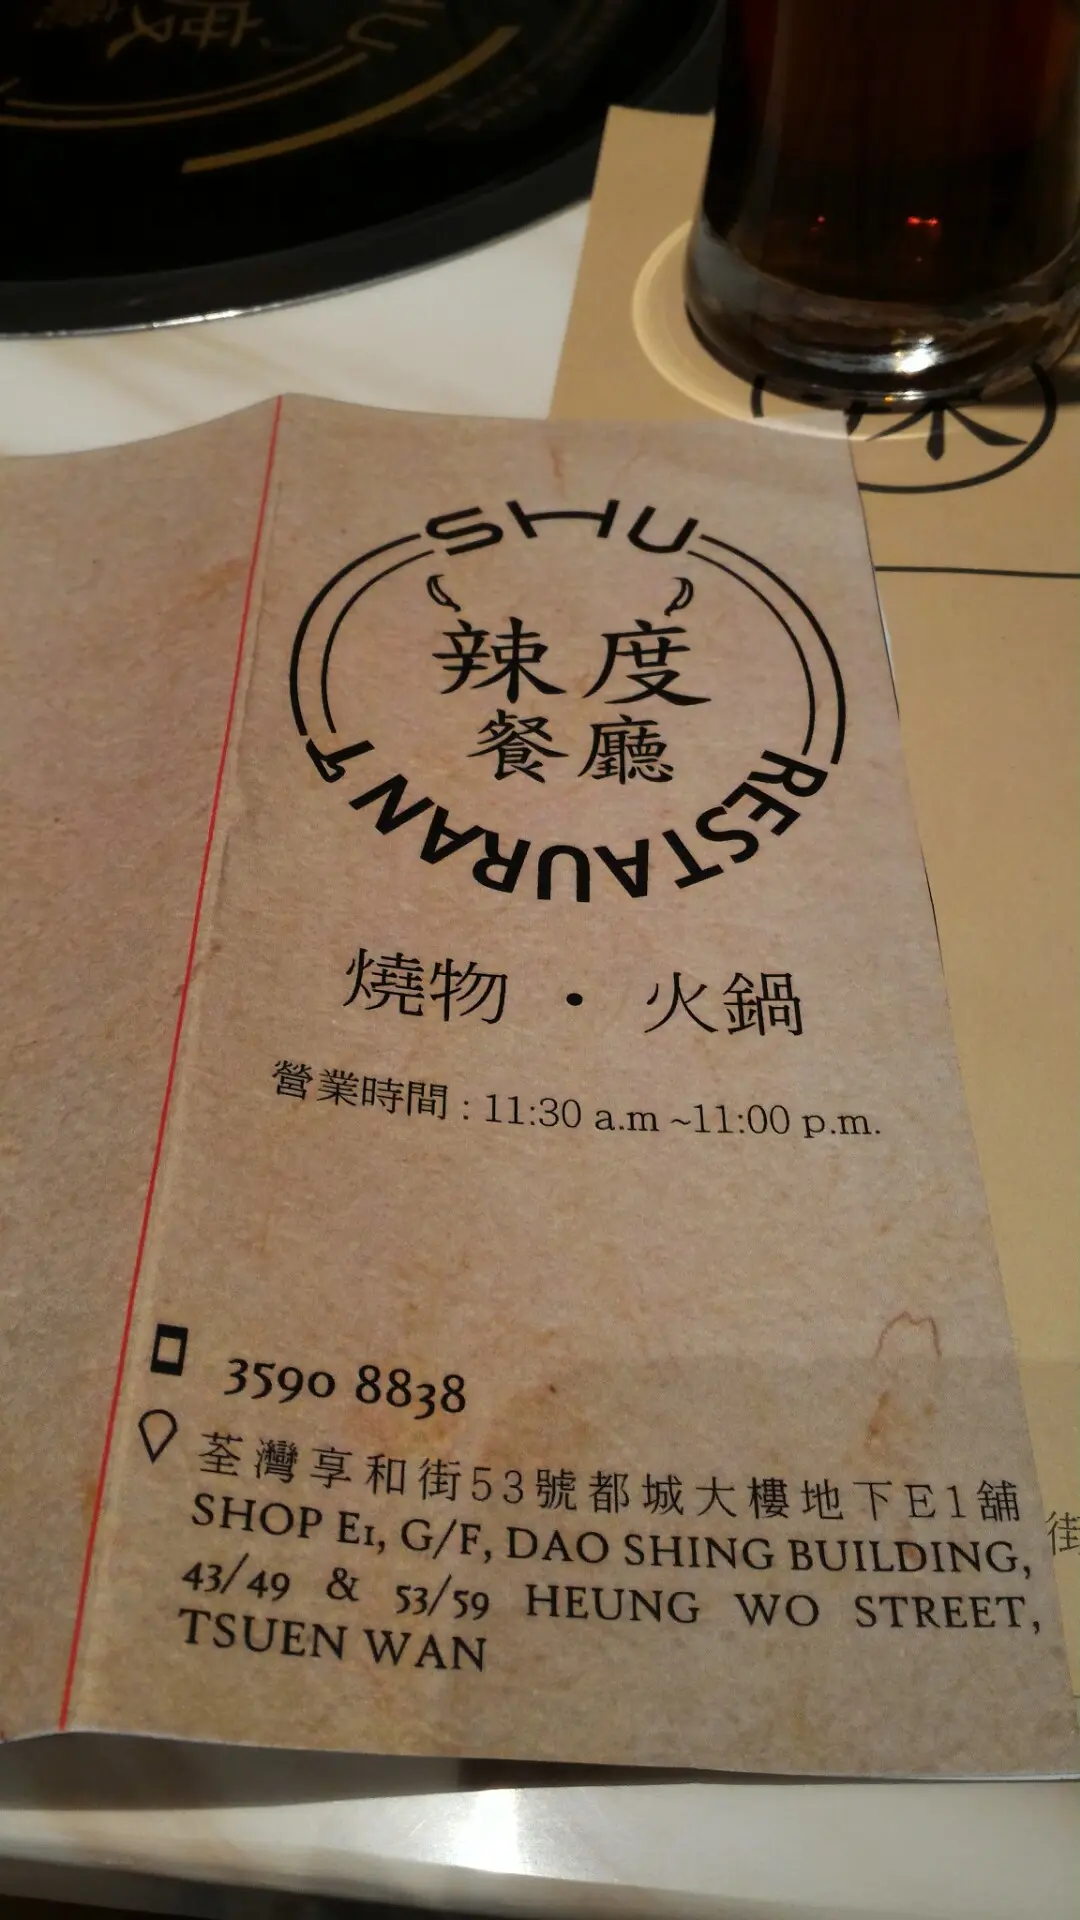 SHU
辣度
餐廳
RESTAURANT
燒物 · 火鍋
營業時間 : 11:30 a.m ~11:00 p.m.
3590 8838
荃灣享和街53號都城大樓地下E1舖
SHOP E1, G/F, DAO SHING BUILDING,
43/49 & 53/59 HEUNG WO STREET,
TSUEN WAN
街